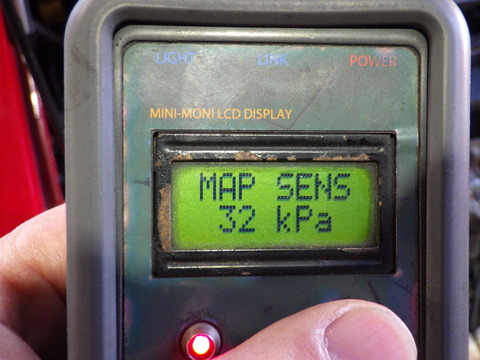 LIGHT LINK POWER
MINI-MONI LCD DISPLAY
MAP SENS
32 kPa